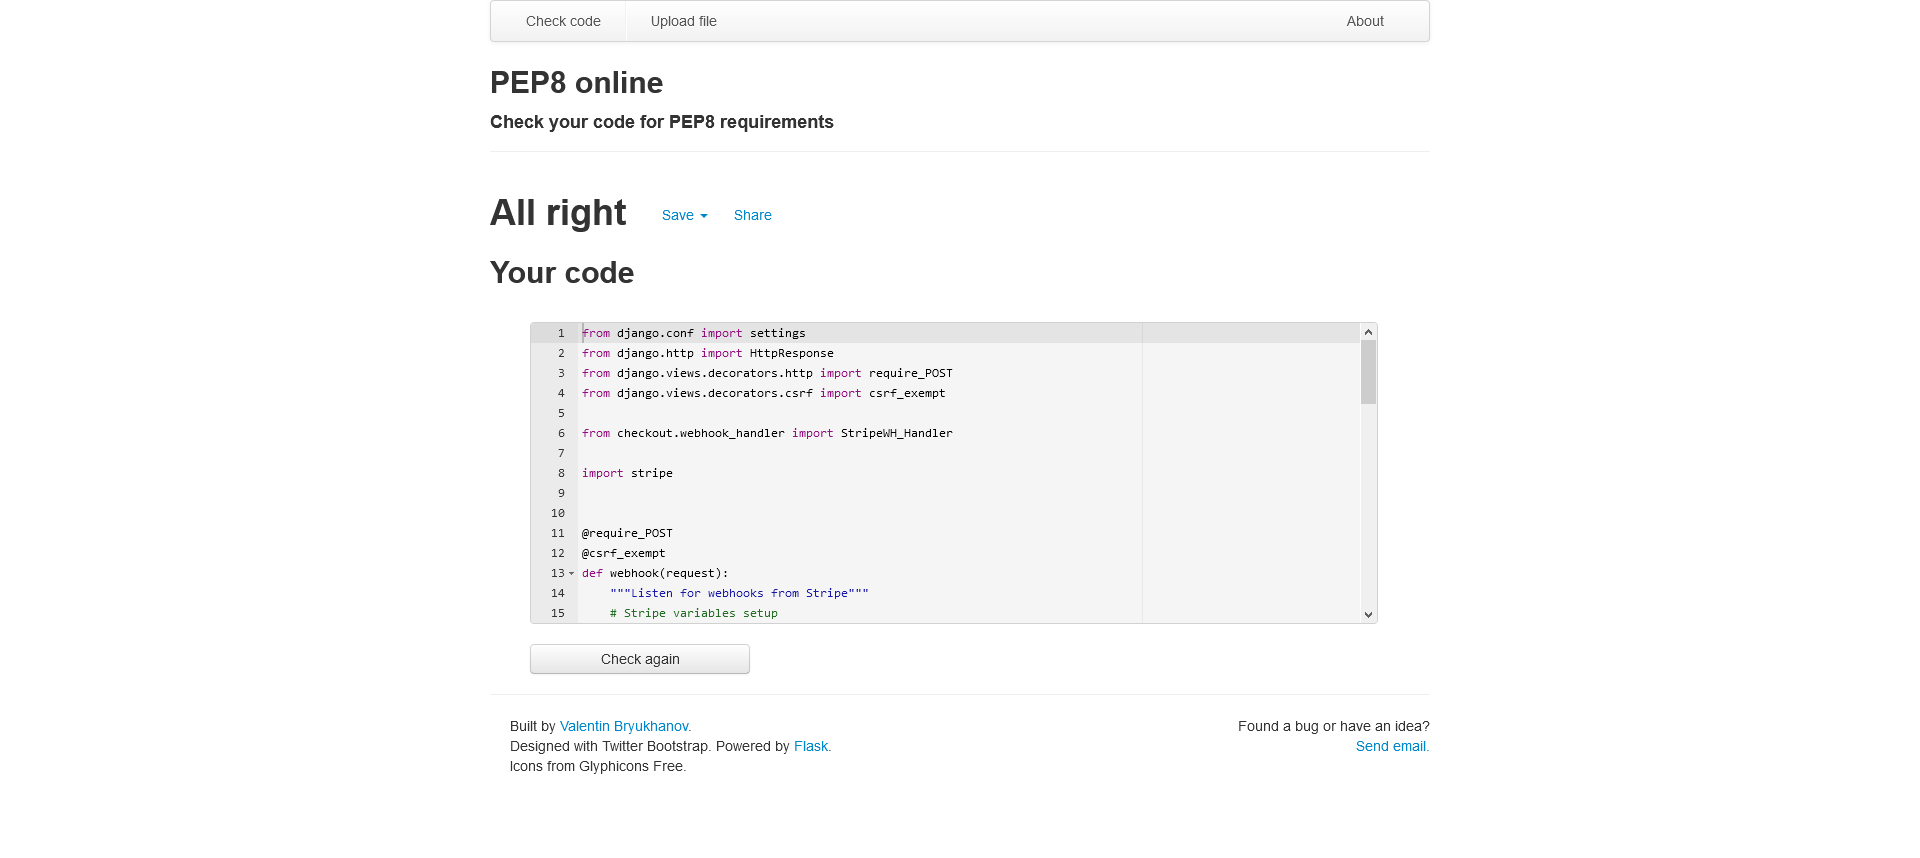 Check code Upload file About
PEP8 online
Check your code for PEP8 requirements
All right Save Share
Your code
1 from django.conf import settings
2 from django.http import HttpResponse
3 from django.views.decorators.http import require_POST
4 from django.views.decorators.csrf import csrf_exempt
5
6 from checkout.webhook_handler import StripeWH_Handler
7
8 import stripe
9
10
11 @require_POST
12 @csrf_exempt
13 def webhook(request):
14     """Listen for webhooks from Stripe"""
15     # Stripe variables setup
Check again
Built by Valentin Bryukhanov. Found a bug or have an idea?
Designed with Twitter Bootstrap. Powered by Flask. Send email.
Icons from Glyphicons Free.